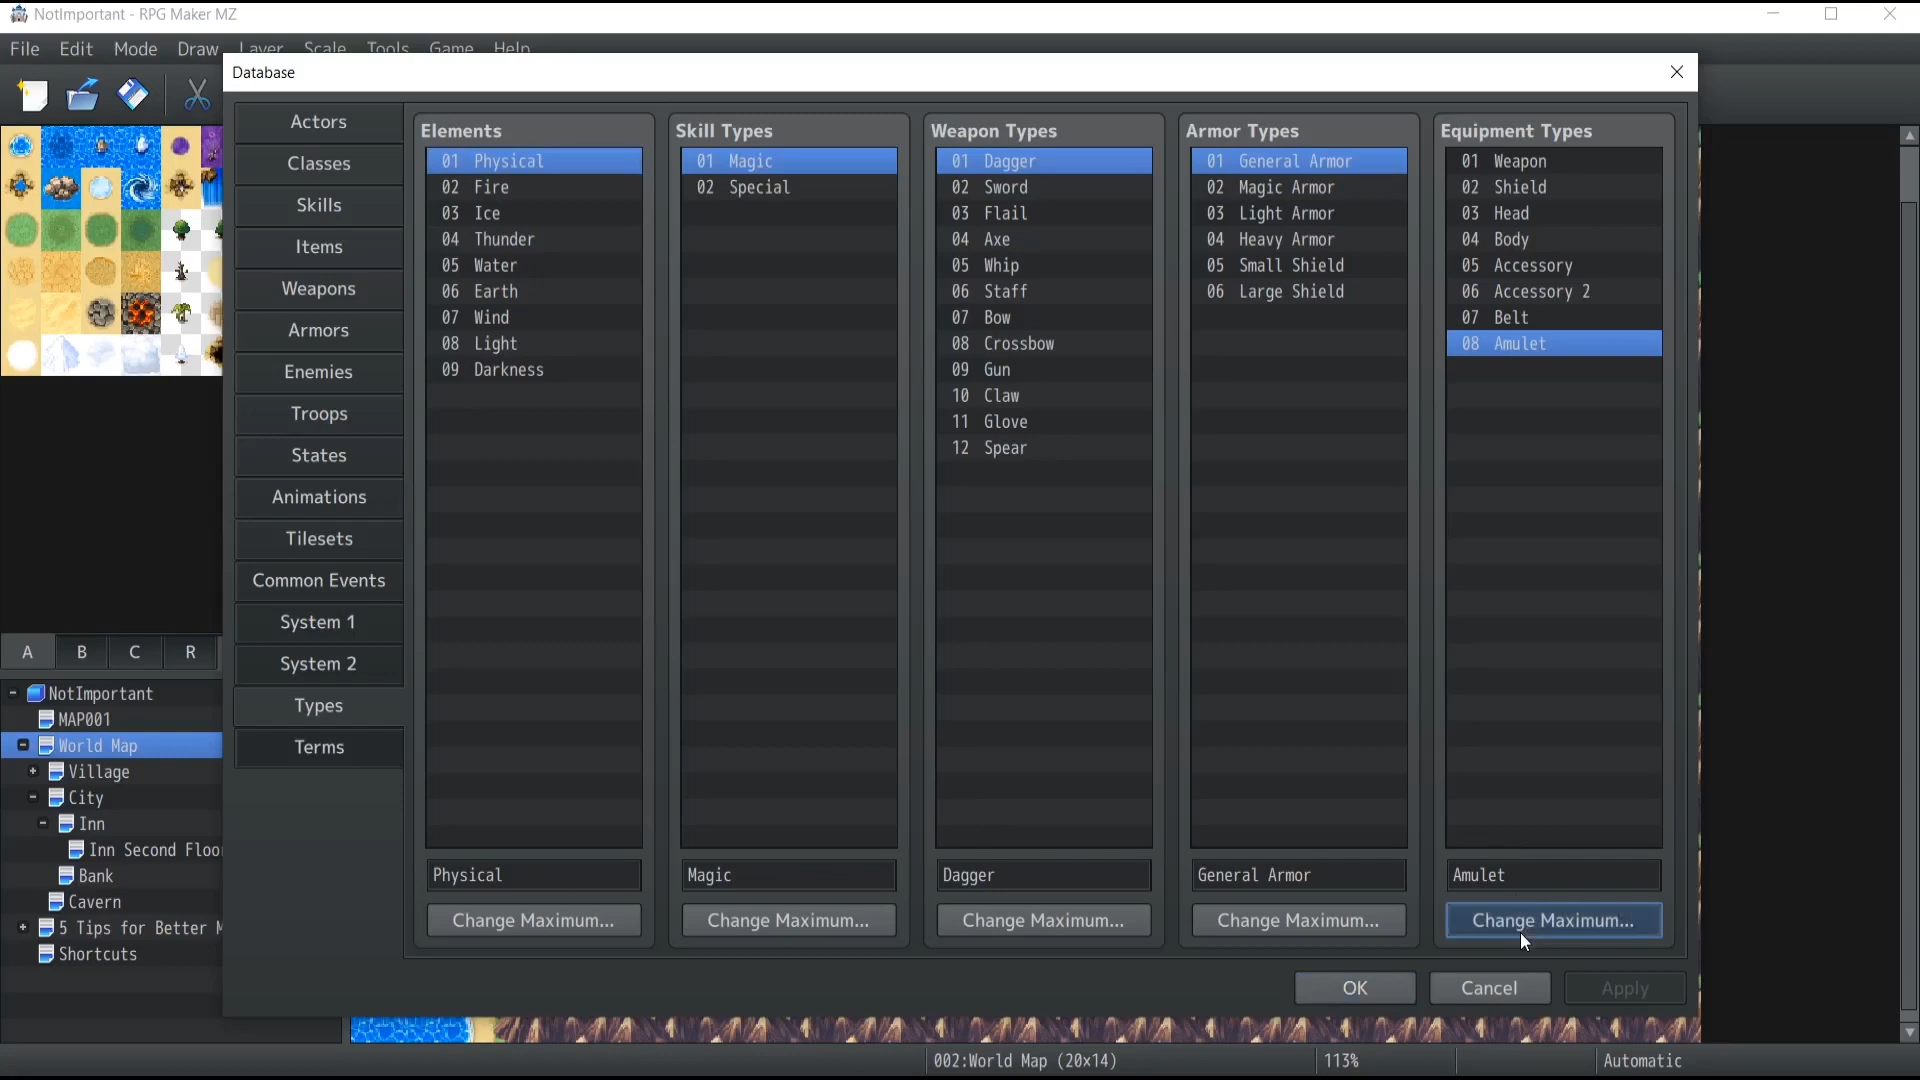 NotImportant - RPG Maker MZ
File Edit Mode Draw Layer Scale Tools Game Help
Database
Actors
Classes
Skills
Items
Weapons
Armors
Enemies
Troops
States
Animations
Tilesets
Common Events
System 1
System 2
Types
Terms
Elements
01 Physical
02 Fire
03 Ice
04 Thunder
05 Water
06 Earth
07 Wind
08 Light
09 Darkness
Physical
Change Maximum...
Skill Types
01 Magic
02 Special
Magic
Change Maximum...
Weapon Types
01 Dagger
02 Sword
03 Flail
04 Axe
05 Whip
06 Staff
07 Bow
08 Crossbow
09 Gun
10 Claw
11 Glove
12 Spear
Dagger
Change Maximum...
Armor Types
01 General Armor
02 Magic Armor
03 Light Armor
04 Heavy Armor
05 Small Shield
06 Large Shield
General Armor
Change Maximum...
Equipment Types
01 Weapon
02 Shield
03 Head
04 Body
05 Accessory
06 Accessory 2
07 Belt
08 Amulet
Amulet
Change Maximum...
OK Cancel Apply
A B C R
NotImportant
MAP001
World Map
Village
City
Inn
Inn Second Floor
Bank
Cavern
5 Tips for Better M
Shortcuts
002:World Map (20×14) 113% Automatic